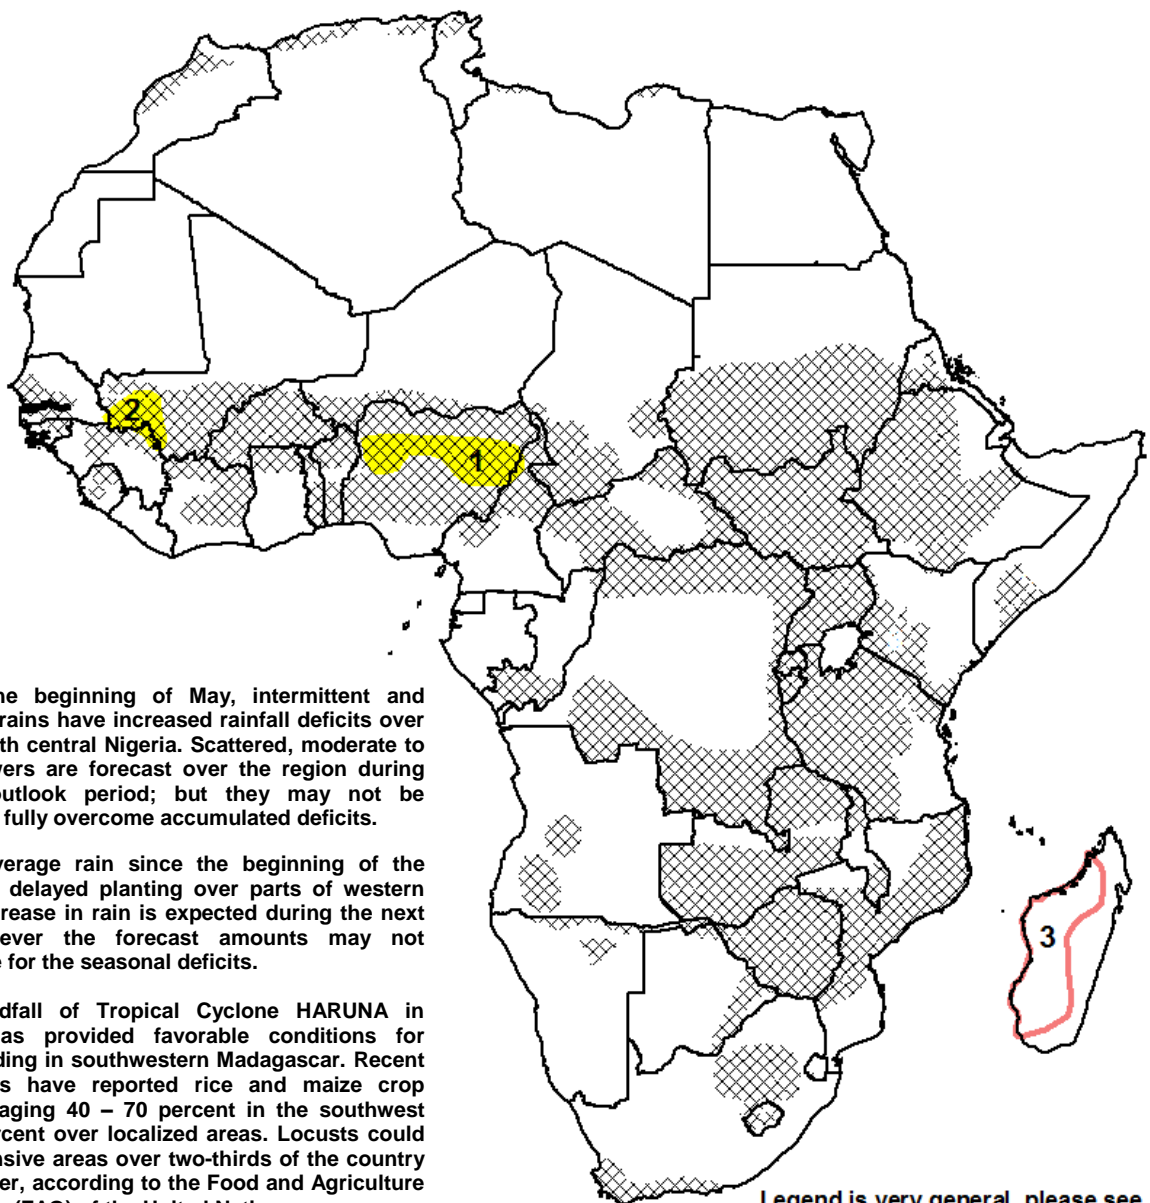 2
1
3
he beginning of May, intermittent and
rains have increased rainfall deficits over
th central Nigeria. Scattered, moderate to
vers are forecast over the region during
outlook period; but they may not be
fully overcome accumulated deficits.
verage rain since the beginning of the
delayed planting over parts of western
crease in rain is expected during the next
ever the forecast amounts may not
e for the seasonal deficits.
dfall of Tropical Cyclone HARUNA in
as provided favorable conditions for
ding in southwestern Madagascar. Recent
s have reported rice and maize crop
aging 40 – 70 percent in the southwest
rcent over localized areas. Locusts could
nsive areas over two-thirds of the country
er, according to the Food and Agriculture
(FAO) of the United Nations
Legend is very general, please see